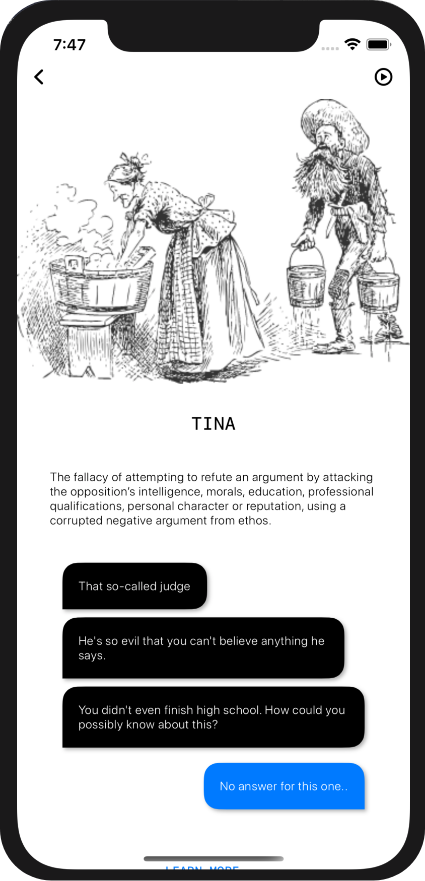 7:47
TINA
The fallacy of attempting to refute an argument by attacking
the opposition's intelligence, morals, education, professional
qualifications, personal character or reputation, using a
corrupted negative argument from ethos.
That so-called judge
He's so evil that you can't believe anything he
says.
You didn't even finish high school. How could you
possibly know about this?
No answer for this one..
LEARN MORE